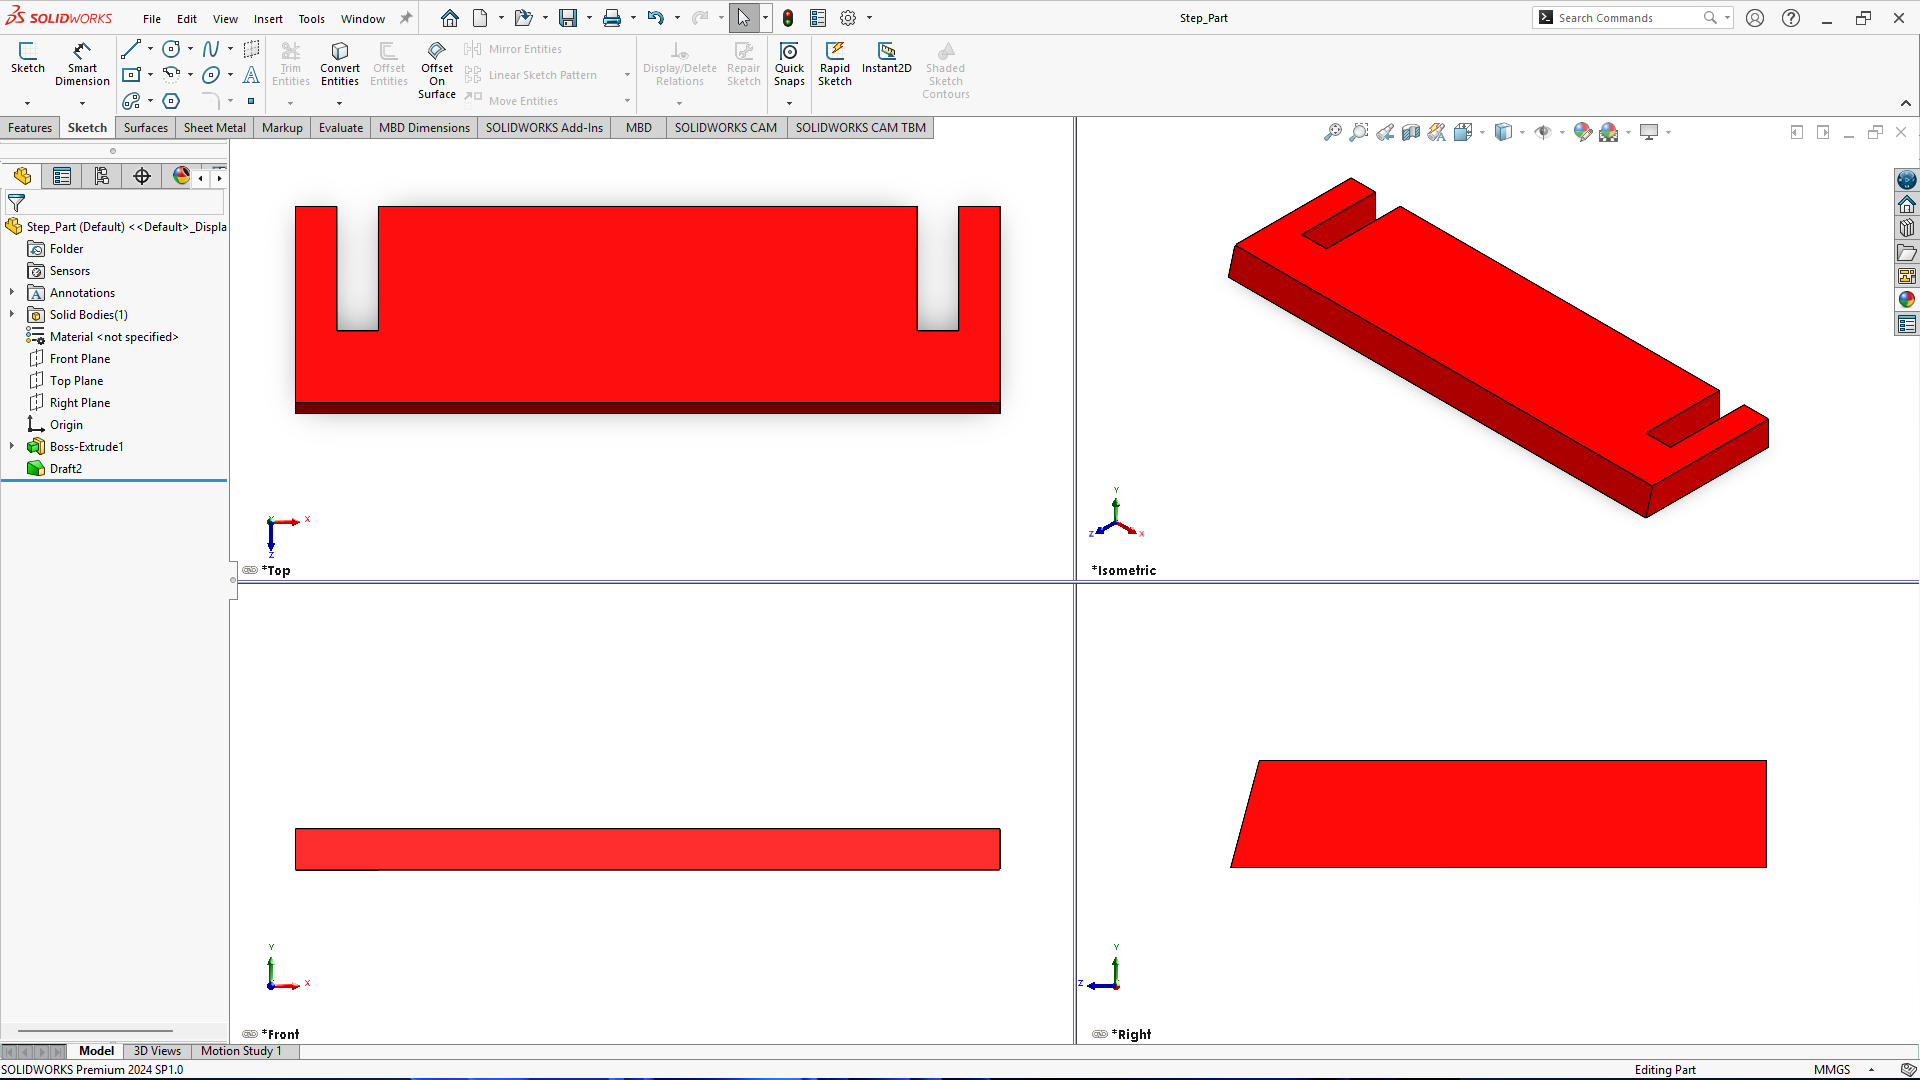 SOLIDWORKS File Edit View Insert Tools Window Step_Part Search Commands
Sketch Smart Dimension Trim Entities Convert Entities Offset Entities Offset On Surface Mirror Entities Linear Sketch Pattern Move Entities Display/Delete Relations Repair Sketch Quick Snaps Rapid Sketch Instant2D Shaded Sketch Contours
Features Sketch Surfaces Sheet Metal Markup Evaluate MBD Dimensions SOLIDWORKS Add-Ins MBD SOLIDWORKS CAM SOLIDWORKS CAM TBM
Step_Part (Default) <<Default>_Displa
Folder
Sensors
Annotations
Solid Bodies(1)
Material <not specified>
Front Plane
Top Plane
Right Plane
Origin
Boss-Extrude1
Draft2
Y X Z
*Top
Y Z X
*Isometric
Y X
*Front
Y Z
*Right
Model 3D Views Motion Study 1
SOLIDWORKS Premium 2024 SP1.0 Editing Part MMGS